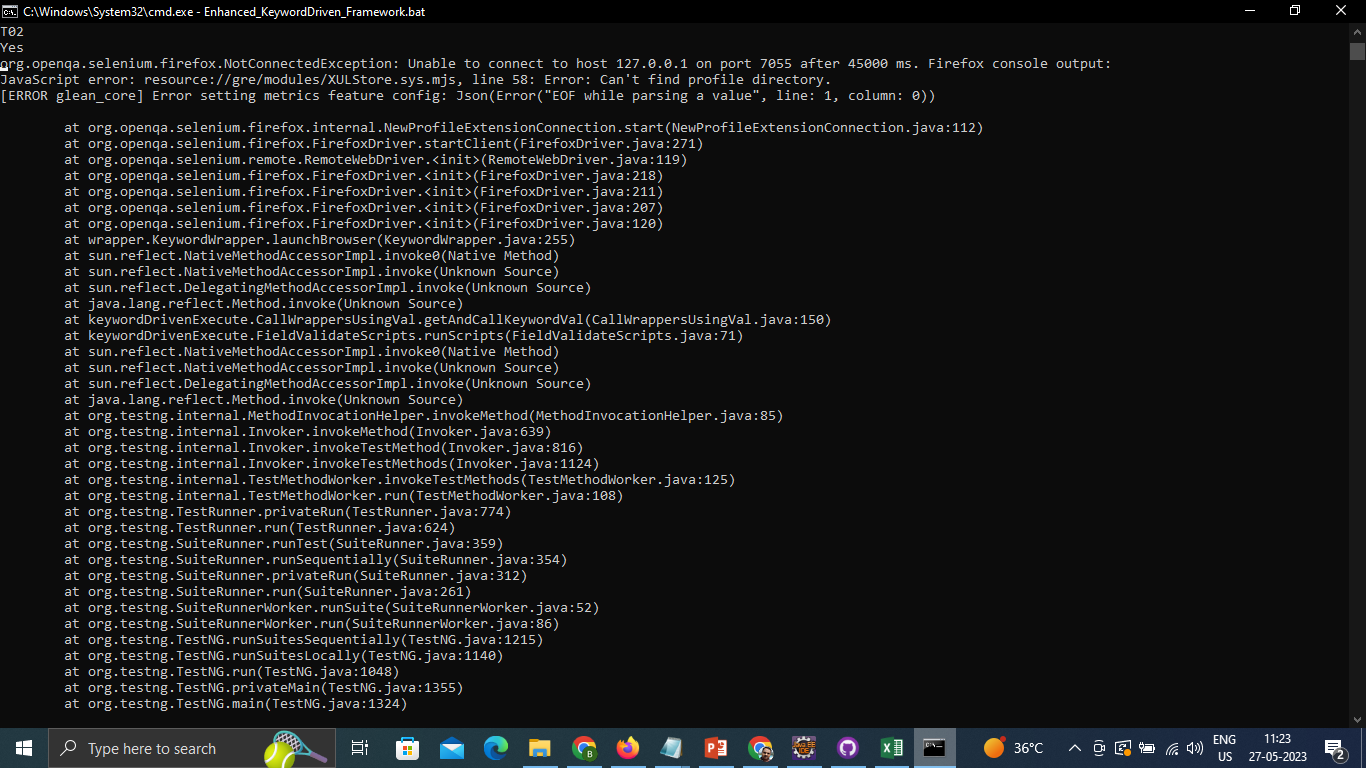 C:\Windows\System32\cmd.exe - Enhanced_KeywordDriven_Framework.bat
T02
Yes
org.openqa.selenium.firefox.NotConnectedException: Unable to connect to host 127.0.0.1 on port 7055 after 45000 ms. Firefox console output:
JavaScript error: resource://gre/modules/XULStore.sys.mjs, line 58: Error: Can't find profile directory.
[ERROR glean_core] Error setting metrics feature config: Json(Error("EOF while parsing a value", line: 1, column: 0))
at org.openqa.selenium.firefox.internal.NewProfileExtensionConnection.start(NewProfileExtensionConnection.java:112)
at org.openqa.selenium.firefox.FirefoxDriver.startClient(FirefoxDriver.java:271)
at org.openqa.selenium.remote.RemoteWebDriver.<init>(RemoteWebDriver.java:119)
at org.openqa.selenium.firefox.FirefoxDriver.<init>(FirefoxDriver.java:218)
at org.openqa.selenium.firefox.FirefoxDriver.<init>(FirefoxDriver.java:211)
at org.openqa.selenium.firefox.FirefoxDriver.<init>(FirefoxDriver.java:207)
at org.openqa.selenium.firefox.FirefoxDriver.<init>(FirefoxDriver.java:120)
at wrapper.KeywordWrapper.launchBrowser(KeywordWrapper.java:255)
at sun.reflect.NativeMethodAccessorImpl.invoke0(Native Method)
at sun.reflect.NativeMethodAccessorImpl.invoke(Unknown Source)
at sun.reflect.DelegatingMethodAccessorImpl.invoke(Unknown Source)
at java.lang.reflect.Method.invoke(Unknown Source)
at keywordDrivenExecute.CallWrappersUsingVal.getAndCallKeywordVal(CallWrappersUsingVal.java:150)
at keywordDrivenExecute.FieldValidateScripts.runScripts(FieldValidateScripts.java:71)
at sun.reflect.NativeMethodAccessorImpl.invoke0(Native Method)
at sun.reflect.NativeMethodAccessorImpl.invoke(Unknown Source)
at sun.reflect.DelegatingMethodAccessorImpl.invoke(Unknown Source)
at java.lang.reflect.Method.invoke(Unknown Source)
at org.testng.internal.MethodInvocationHelper.invokeMethod(MethodInvocationHelper.java:85)
at org.testng.internal.Invoker.invokeMethod(Invoker.java:639)
at org.testng.internal.Invoker.invokeTestMethod(Invoker.java:816)
at org.testng.internal.Invoker.invokeTestMethods(Invoker.java:1124)
at org.testng.internal.TestMethodWorker.invokeTestMethods(TestMethodWorker.java:125)
at org.testng.internal.TestMethodWorker.run(TestMethodWorker.java:108)
at org.testng.TestRunner.privateRun(TestRunner.java:774)
at org.testng.TestRunner.run(TestRunner.java:624)
at org.testng.SuiteRunner.runTest(SuiteRunner.java:359)
at org.testng.SuiteRunner.runSequentially(SuiteRunner.java:354)
at org.testng.SuiteRunner.privateRun(SuiteRunner.java:312)
at org.testng.SuiteRunner.run(SuiteRunner.java:261)
at org.testng.SuiteRunnerWorker.runSuite(SuiteRunnerWorker.java:52)
at org.testng.SuiteRunnerWorker.run(SuiteRunnerWorker.java:86)
at org.testng.TestNG.runSuitesSequentially(TestNG.java:1215)
at org.testng.TestNG.runSuitesLocally(TestNG.java:1140)
at org.testng.TestNG.run(TestNG.java:1048)
at org.testng.TestNG.privateMain(TestNG.java:1355)
at org.testng.TestNG.main(TestNG.java:1324)
Type here to search
36°C
ENG
US
11:23
27-05-2023
2